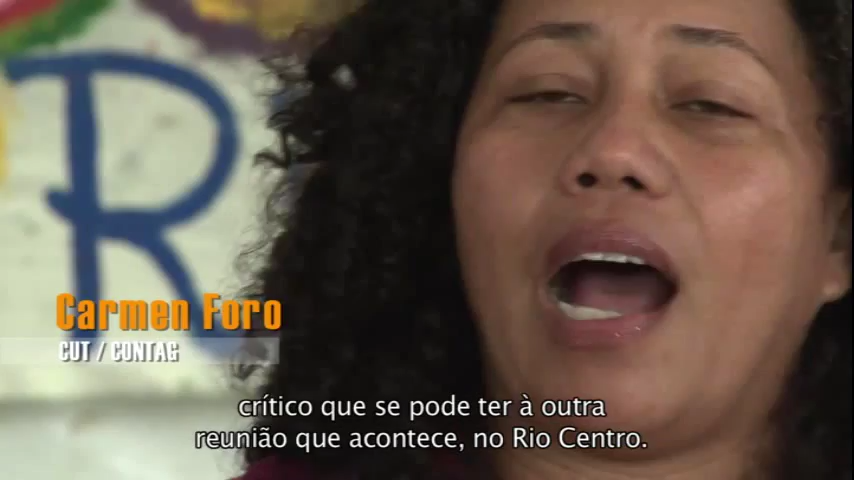 R
Carmen Foro
CUT / CONTAG
crítico que se pode ter à outra
reunião que acontece, no Rio Centro.